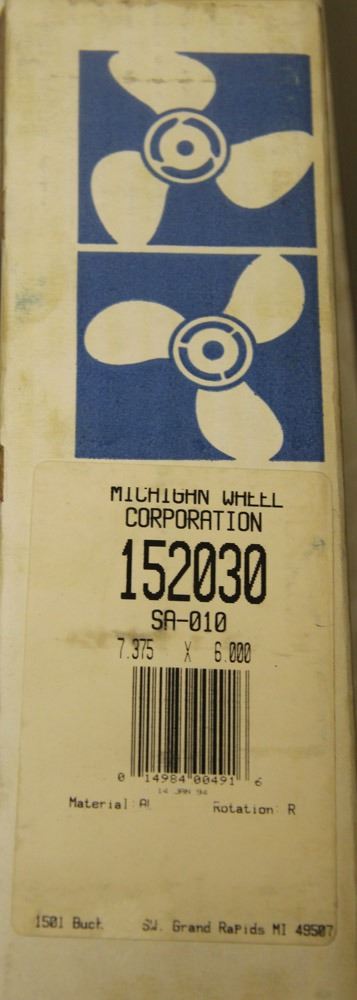 MICHIGAN WHEEL
CORPORATION
152030
SA-010
7.375 X 6.000
0 14984 00491 6
14 JAN 94
Material: AL Rotation: R
1501 SW. Grand Rapids MI 49507